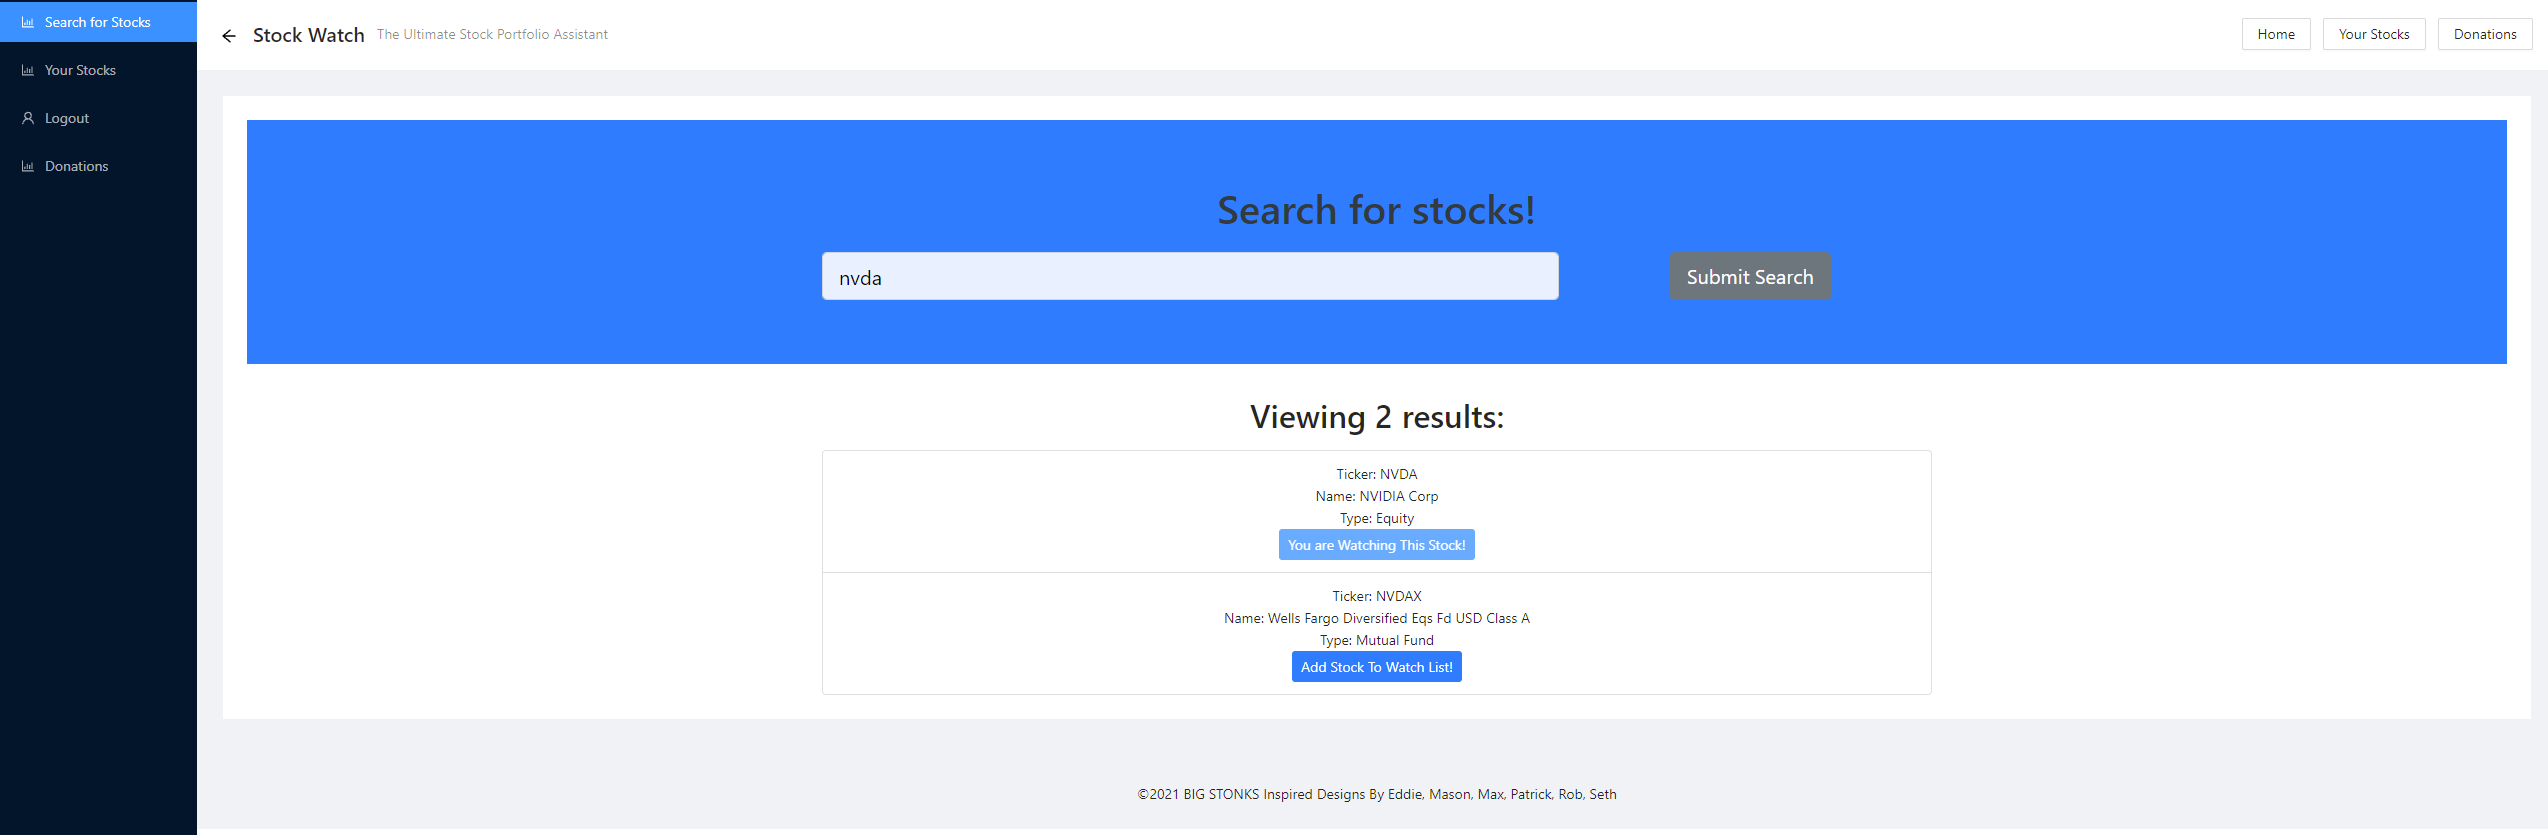 Search for Stocks
Your Stocks
Logout
Donations
Stock Watch The Ultimate Stock Portfolio Assistant
Home Your Stocks Donations
Search for stocks!
nvda Submit Search
Viewing 2 results:
Ticker: NVDA
Name: NVIDIA Corp
Type: Equity
You are Watching This Stock!
Ticker: NVDAX
Name: Wells Fargo Diversified Eqs Fd USD Class A
Type: Mutual Fund
Add Stock To Watch List!
©2021 BIG STONKS Inspired Designs By Eddie, Mason, Max, Patrick, Rob, Seth